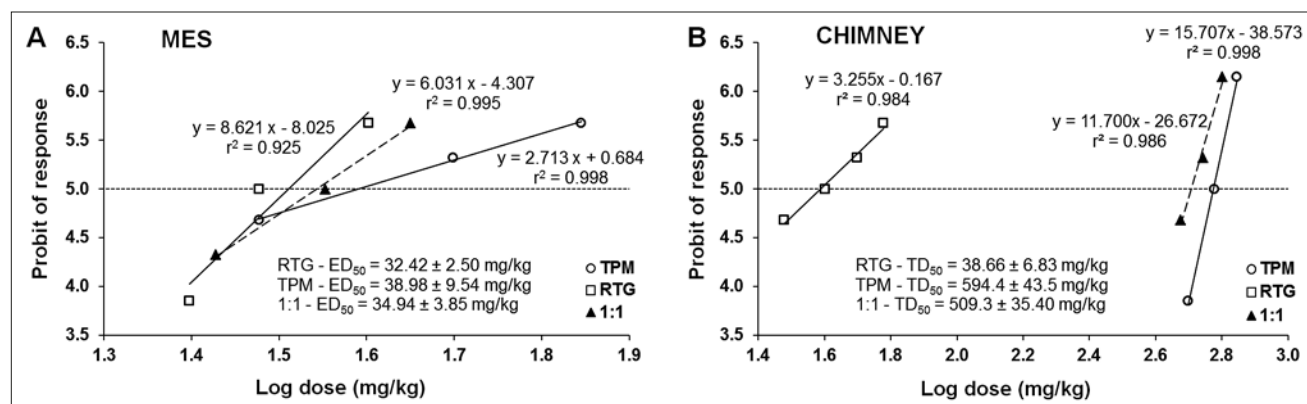 A MES
6.5
6.0
5.5
5.0
4.5
4.0
3.5
Probit of response
y = 6.031 x - 4.307
r² = 0.995
y = 8.621 x - 8.025
r² = 0.925
y = 2.713 x + 0.684
r² = 0.998
RTG - ED₅₀ = 32.42 ± 2.50 mg/kg
TPM - ED₅₀ = 38.98 ± 9.54 mg/kg
1:1 - ED₅₀ = 34.94 ± 3.85 mg/kg
TPM
RTG
1:1
1.3 1.4 1.5 1.6 1.7 1.8 1.9
Log dose (mg/kg)
B CHIMNEY
6.5
6.0
5.5
5.0
4.5
4.0
3.5
Probit of response
y = 15.707x - 38.573
r² = 0.998
y = 3.255x - 0.167
r² = 0.984
y = 11.700x - 26.672
r² = 0.986
RTG - TD₅₀ = 38.66 ± 6.83 mg/kg
TPM - TD₅₀ = 594.4 ± 43.5 mg/kg
1:1 - TD₅₀ = 509.3 ± 35.40 mg/kg
TPM
RTG
1:1
1.4 1.6 1.8 2.0 2.2 2.4 2.6 2.8 3.0
Log dose (mg/kg)